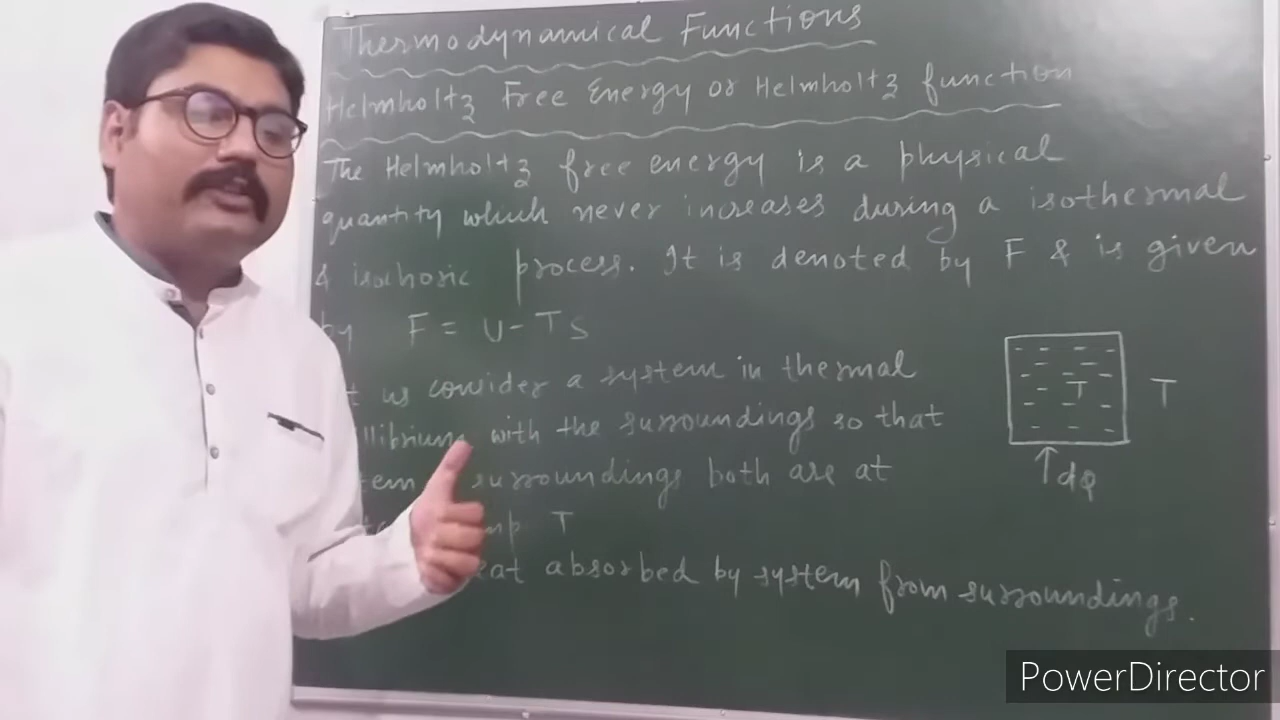 Thermodynamical Functions
Helmholtz Free Energy or Helmholtz function
The Helmholtz free energy is a physical
quantity which never increases during a isothermal
& isochoric process. It is denoted by F & is given
by F = U - TS
us consider a system in thermal
with the surroundings so that
surroundings both are at
T
absorbed by system from surroundings.
T
T
↑dQ
PowerDirector